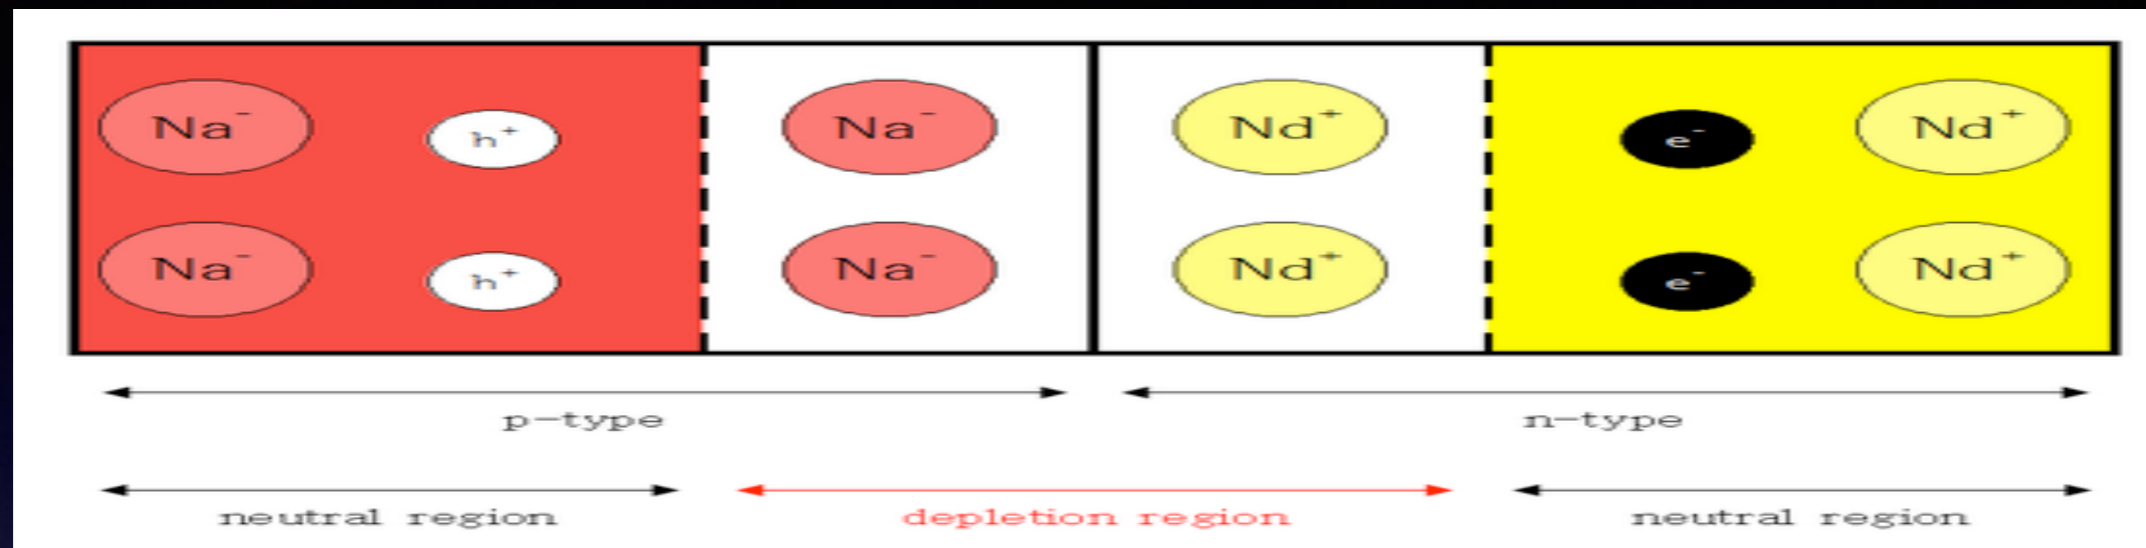 Na⁻ h⁺ Na⁻ Nd⁺ e⁻ Nd⁺
Na⁻ h⁺ Na⁻ Nd⁺ e⁻ Nd⁺
p-type n-type
neutral region depletion region neutral region